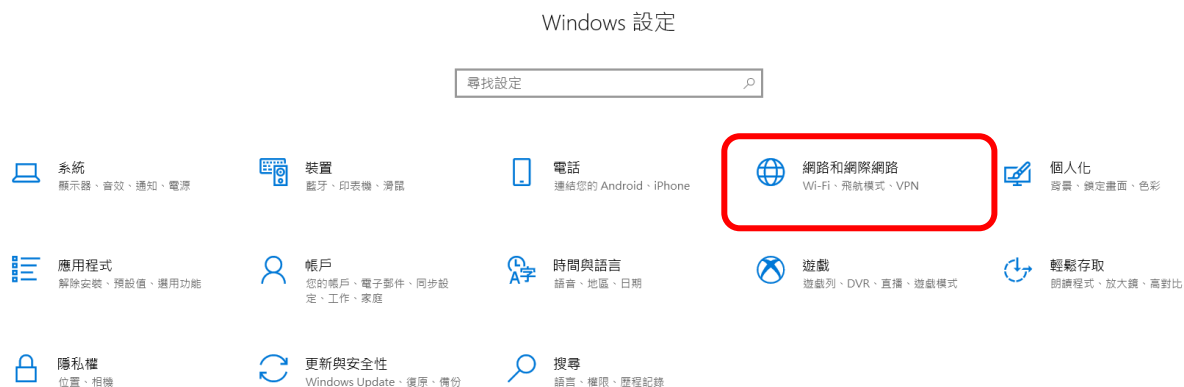 Windows 設定
尋找設定
系統
顯示器、音效、通知、電源
裝置
藍牙、印表機、滑鼠
電話
連結您的 Android、iPhone
網路和網際網路
Wi-Fi、飛航模式、VPN
個人化
背景、鎖定畫面、色彩
應用程式
解除安裝、預設值、選用功能
帳戶
您的帳戶、電子郵件、同步設
定、工作、家庭
時間與語言
語音、地區、日期
遊戲
遊戲列、DVR、直播、遊戲模式
輕鬆存取
朗讀程式、放大鏡、高對比
隱私權
位置、相機
更新與安全性
Windows Update、復原、備份
搜尋
語言、權限、歷程記錄